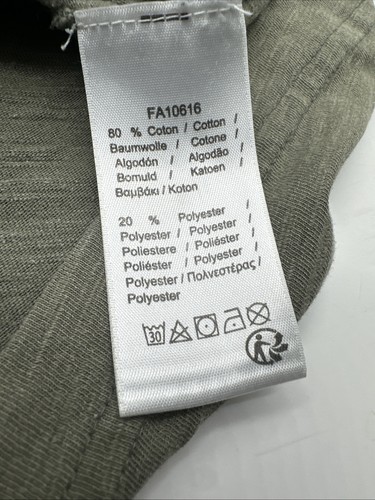 FA10616
80 % Coton / Cotton /
Baumwolle / Cotone /
Algodón / Algodão /
Bomuld / Katoen /
Βαμβάκι / Koton
20 % Polyester /
Polyester / Polyester /
Poliestere / Poliéster /
Poliéster / Polyester /
Polyester / Πολυεστέρας /
Polyester
30